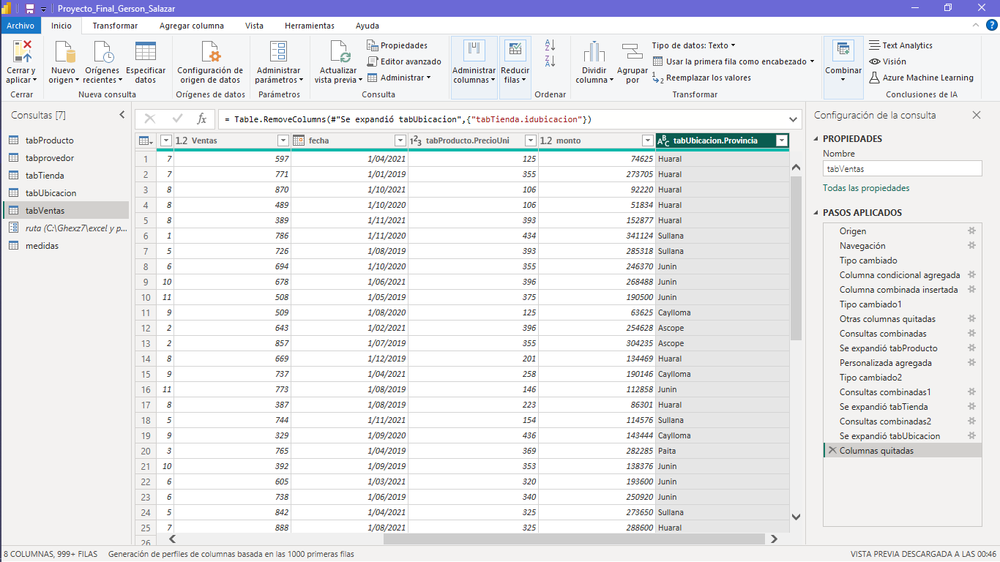 Proyecto_Final_Gerson_Salazar
Archivo Inicio Transformar Agregar columna Vista Herramientas Ayuda
Cerrar y aplicar
Cerrar
Nuevo origen
Orígenes recientes
Especificar datos
Nueva consulta
Configuración de origen de datos
Orígenes de datos
Administrar parámetros
Parámetros
Actualizar vista previa
Propiedades
Editor avanzado
Administrar
Consulta
Administrar columnas
Reducir filas
Ordenar
Dividir columna
Agrupar por
Tipo de datos: Texto
Usar la primera fila como encabezado
Reemplazar los valores
Transformar
Combinar
Text Analytics
Visión
Azure Machine Learning
Conclusiones de IA
Consultas [7]
tabProducto
tabprovedor
tabTienda
tabUbicacion
tabVentas
ruta (C:\Ghexz7\excel y p...
medidas
fx = Table.RemoveColumns(#"Se expandió tabUbicacion",{"tabTienda.idubicacion"})
1.2 Ventas fecha 123 tabProducto.PrecioUni 1.2 monto ABC tabUbicacion.Provincia
1 7 597 1/04/2021 125 74625 Huaral
2 7 771 1/01/2019 355 273705 Huaral
3 8 870 1/10/2021 106 92220 Huaral
4 8 489 1/10/2020 106 51834 Huaral
5 8 389 1/11/2021 393 152877 Huaral
6 1 786 1/11/2020 434 341124 Sullana
7 5 726 1/08/2019 393 285318 Sullana
8 6 694 1/10/2020 355 246370 Junin
9 10 678 1/06/2021 396 268488 Junin
10 11 508 1/05/2019 375 190500 Junin
11 9 509 1/08/2020 125 63625 Caylloma
12 2 643 1/02/2021 396 254628 Ascope
13 2 857 1/07/2019 355 304235 Ascope
14 8 669 1/12/2019 201 134469 Huaral
15 9 737 1/04/2021 258 190146 Caylloma
16 11 773 1/08/2019 146 112858 Junin
17 8 387 1/08/2019 223 86301 Huaral
18 5 744 1/11/2021 154 114576 Sullana
19 9 329 1/09/2020 436 143444 Caylloma
20 3 765 1/04/2019 369 282285 Paita
21 10 392 1/09/2019 353 138376 Junin
22 6 605 1/03/2021 320 193600 Junin
23 6 738 1/06/2019 340 250920 Junin
24 5 842 1/04/2021 325 273650 Sullana
25 7 888 1/08/2021 325 288600 Huaral
26
Configuración de la consulta
PROPIEDADES
Nombre
tabVentas
Todas las propiedades
PASOS APLICADOS
Origen
Navegación
Tipo cambiado
Columna condicional agregada
Columna combinada insertada
Tipo cambiado1
Otras columnas quitadas
Consultas combinadas
Se expandió tabProducto
Personalizada agregada
Tipo cambiado2
Consultas combinadas1
Se expandió tabTienda
Consultas combinadas2
Se expandió tabUbicacion
Columnas quitadas
8 COLUMNAS, 999+ FILAS Generación de perfiles de columnas basada en las 1000 primeras filas VISTA PREVIA DESCARGADA A LAS 00:46